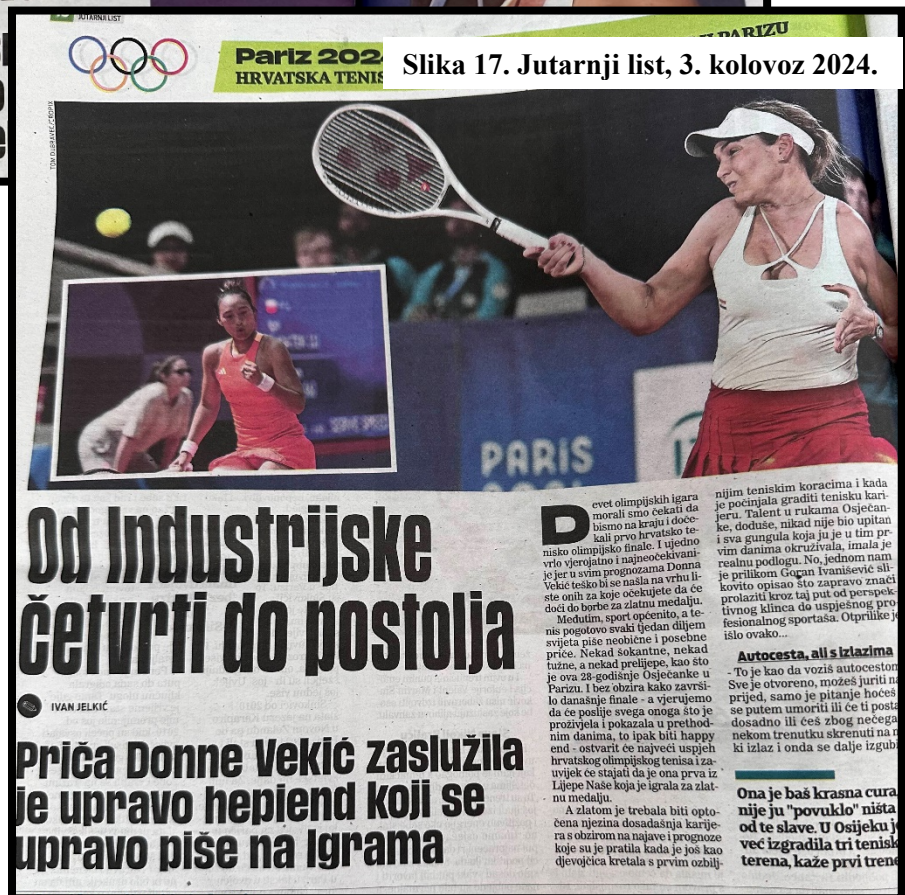 JUTARNJI LIST
Pariz 202
HRVATSKA TENIS
PARIZU
Slika 17. Jutarnji list, 3. kolovoz 2024.
TOM DUBRAVEC/CROPIX
PARIS
Od Industrijske
četvrti do postolja
IVAN JELKIĆ
Priča Donne Vekić zaslužila
je upravo hepiend koji se
upravo piše na Igrama
Devet olimpijskih igara
morali smo čekati da
bismo na kraju i doče-
kali prvo hrvatsko te-
nisko olimpijsko finale. I ujedno
vrlo vjerojatno i najneočekivani-
je jer u svim prognozama Donna
Vekić teško bi se našla na vrhu li-
ste onih za koje očekujete da će
doći do borbe za zlatnu medalju.
Međutim, sport općenito, a te-
nis pogotovo svaki tjedan diljem
svijeta piše neobične i posebne
priče. Nekad šokantne, nekad
tužne, a nekad prelijepe, kao što
je ova 28-godišnje Osječanke u
Parizu. I bez obzira kako završi-
lo današnje finale - a vjerujemo
da će poslije svega onoga što je
proživjela i pokazala u prethod-
nim danima, to ipak biti happy
end - ostvarit će najveći uspjeh
hrvatskog olimpijskog tenisa i za-
uvijek će stajati da je ona prva iz
Lijepe Naše koja je igrala za zlat-
nu medalju.
A zlatom je trebala biti opto-
čena njezina dosadašnja karije-
ra s obzirom na najave i prognoze
koje su je pratila kada je još kao
djevojčica kretala s prvim ozbilj-
nijim teniskim koracima i kada
je počinjala graditi tenisku kari-
jeru. Talent u rukama Osječan-
ke, doduše, nikad nije bio upitan
i sva gungula koja ju je u tim pr-
vim danima okruživala, imala je
realnu podlogu. No, jednom nam
je prilikom Goran Ivanišević sli-
kovito opisao što zapravo znači
prolaziti kroz taj put od perspek-
tivnog klinca do uspješnog pro-
fesionalnog sportaša. Otprilike je
išlo ovako...
Autocesta, ali s izlazima
- To je kao da voziš autocestom
Sve je otvoreno, možeš juriti na
prijed, samo je pitanje hoćeš
se putem umoriti ili će ti posta
dosadno ili ćeš zbog nečega
nekom trenutku skrenuti na n
ki izlaz i onda se dalje izgubi
Ona je baš krasna cura,
nije ju "povuklo" ništa
od te slave. U Osijeku je
već izgradila tri tenisk
terena, kaže prvi trene